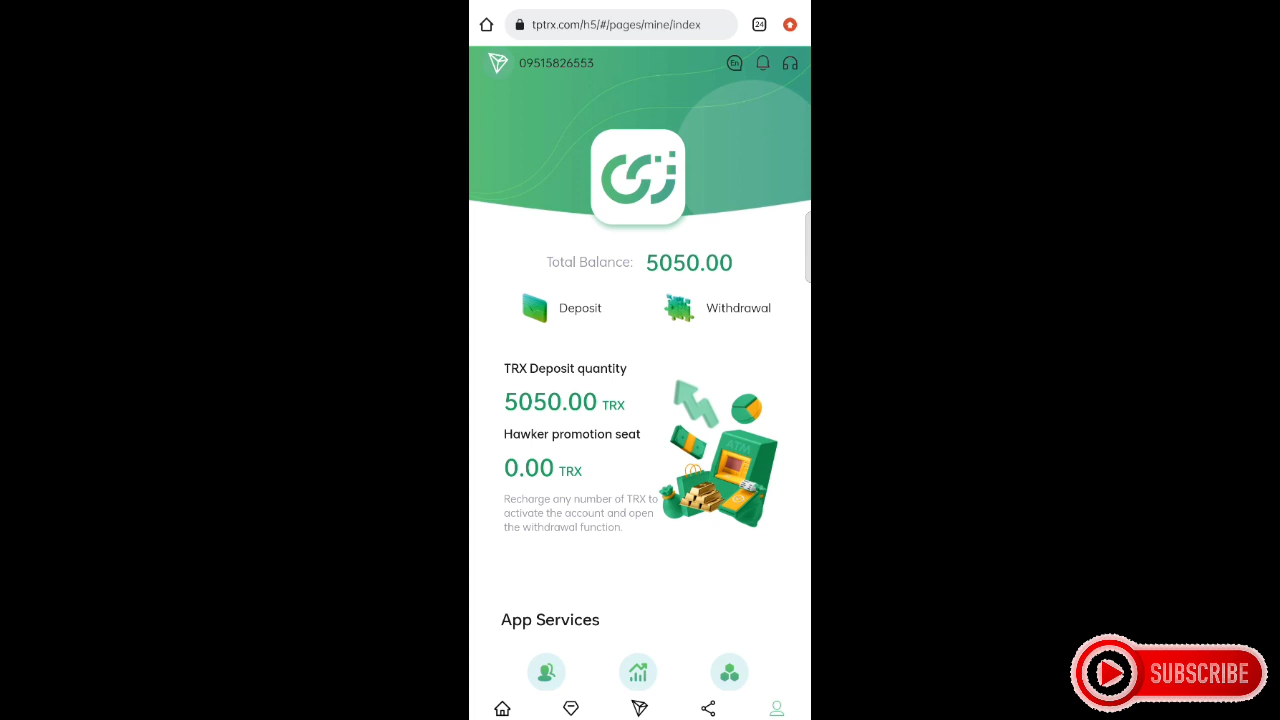 tptrx.com/h5/#/pages/mine/index
24
09515826553
En
Total Balance: 5050.00
Deposit
Withdrawal
TRX Deposit quantity
5050.00 TRX
Hawker promotion seat
0.00 TRX
Recharge any number of TRX to
activate the account and open
the withdrawal function.
ATM
App Services
SUBSCRIBE